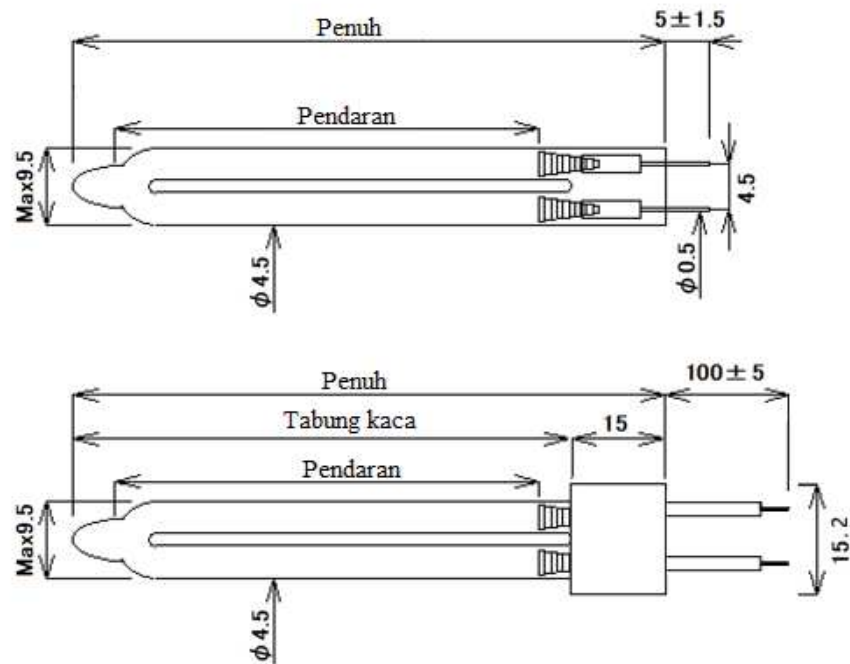 Penuh
5±1.5
Pendaran
Max9.5
4.5
φ4.5
φ0.5
Penuh
100±5
Tabung kaca
15
Pendaran
Max9.5
15.2
φ4.5